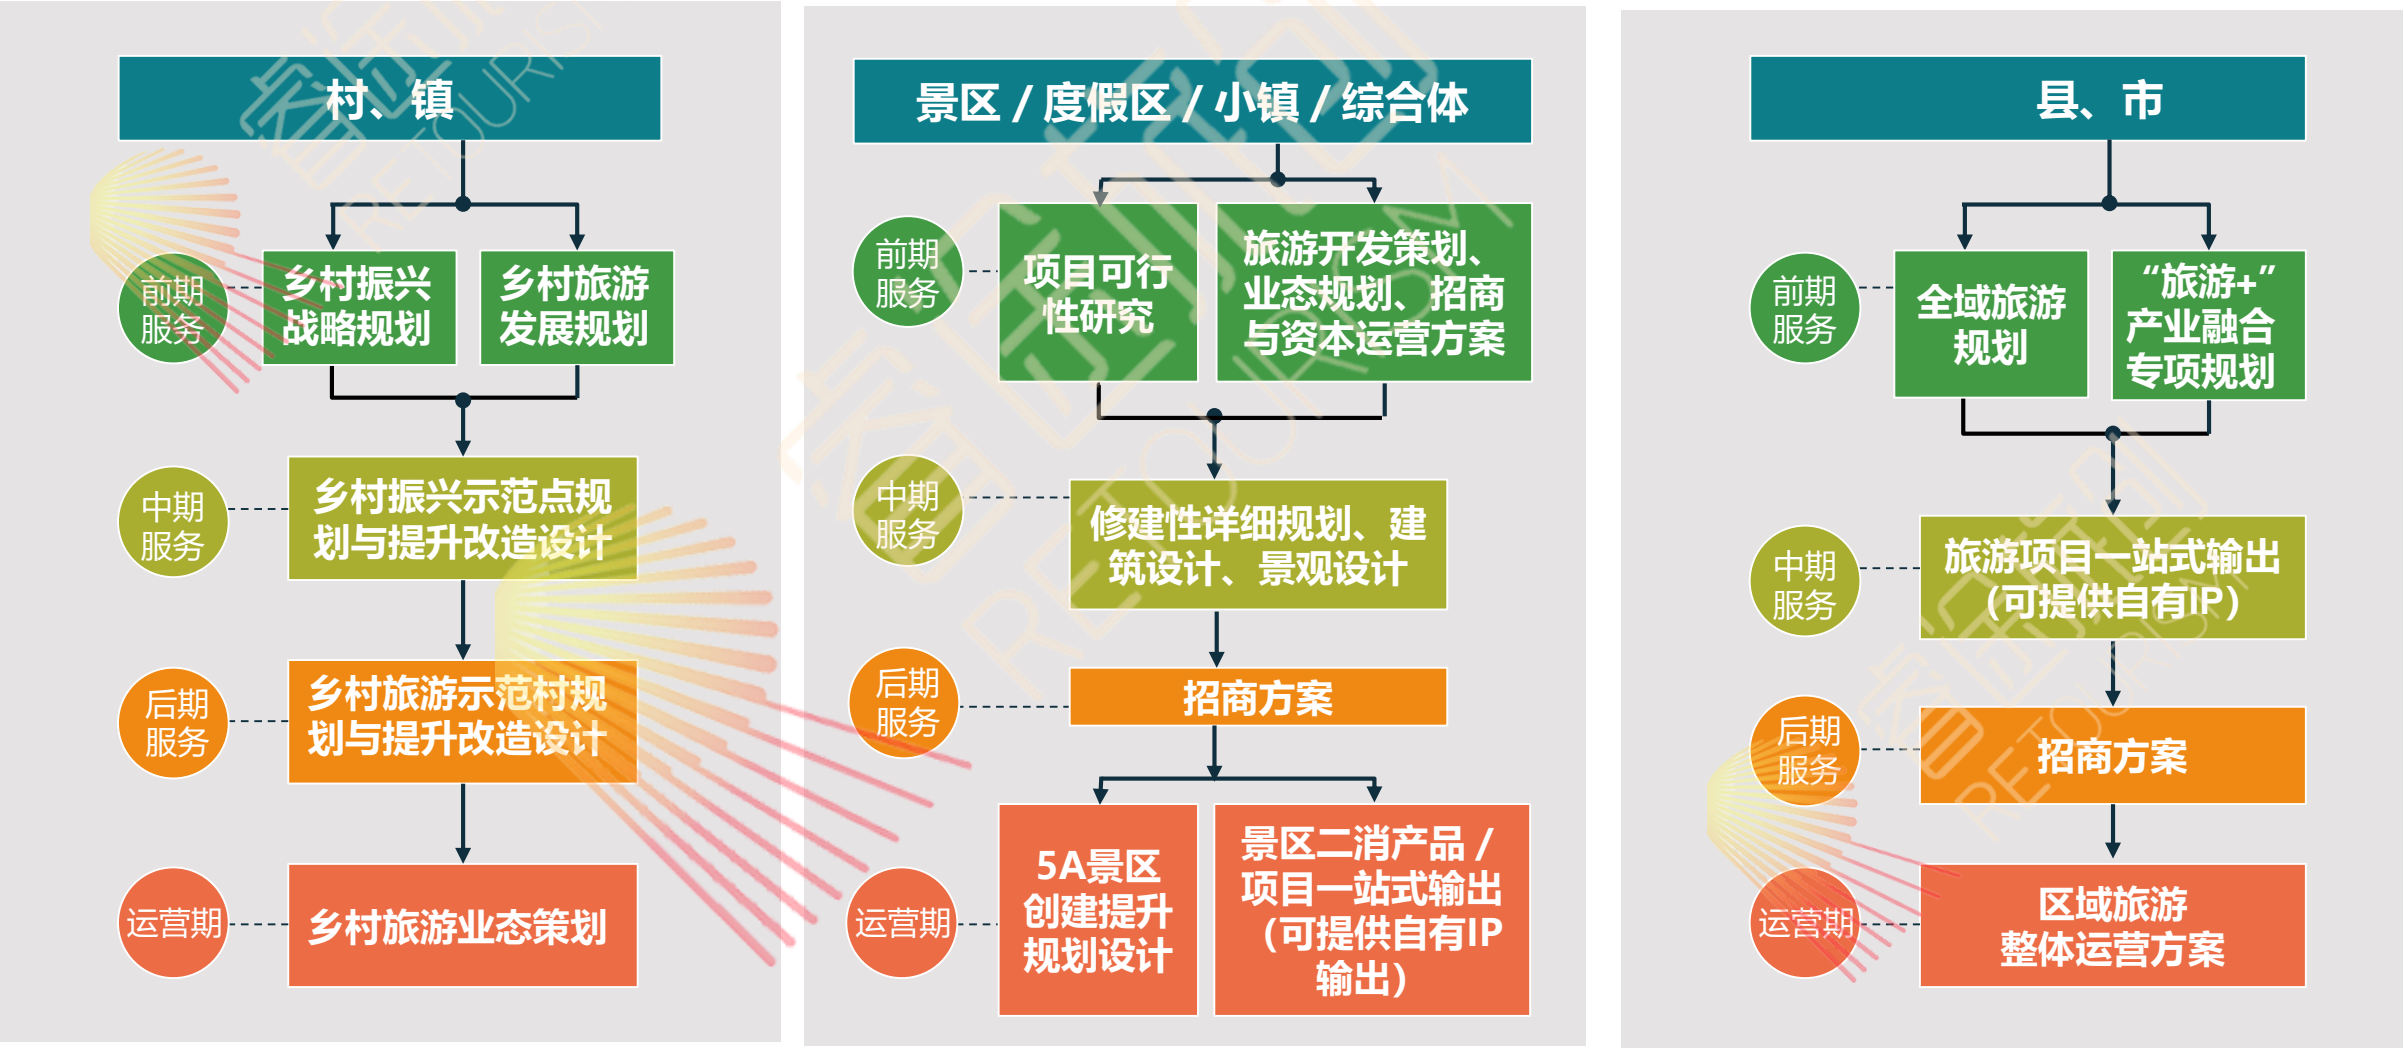 村、镇
前期
服务
乡村振兴
战略规划
乡村旅游
发展规划
中期
服务
乡村振兴示范点规
划与提升改造设计
后期
服务
乡村旅游示范村规
划与提升改造设计
运营期
乡村旅游业态策划
景区 / 度假区 / 小镇 / 综合体
前期
服务
项目可行
性研究
旅游开发策划、
业态规划、招商
与资本运营方案
中期
服务
修建性详细规划、建
筑设计、景观设计
后期
服务
招商方案
运营期
5A景区
创建提升
规划设计
景区二消产品 /
项目一站式输出
（可提供自有IP
输出）
县、市
前期
服务
全域旅游
规划
“旅游+”
产业融合
专项规划
中期
服务
旅游项目一站式输出
（可提供自有IP）
后期
服务
招商方案
运营期
区域旅游
整体运营方案
RETOURISM
RETOURISM
RETOURISM